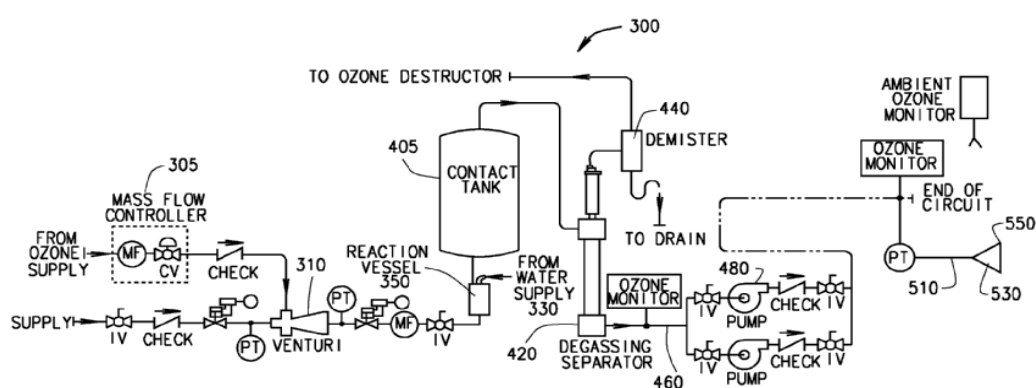 300
TO OZONE DESTRUCTOR
440
DEMISTER
AMBIENT
OZONE
MONITOR
405
CONTACT
TANK
OZONE
MONITOR
305
MASS FLOW
CONTROLLER
END OF
CIRCUIT
550
FROM
OZONE
SUPPLY
MF
CV
CHECK
310
REACTION
VESSEL
350
FROM
WATER
SUPPLY
330
TO DRAIN
OZONE
MONITOR
480
PT
510
530
SUPPLY
IV
CHECK
PT
VENTURI
PT
MF
IV
420
DEGASSING
SEPARATOR
460
IV
PUMP
CHECK
IV
IV
PUMP
CHECK
IV